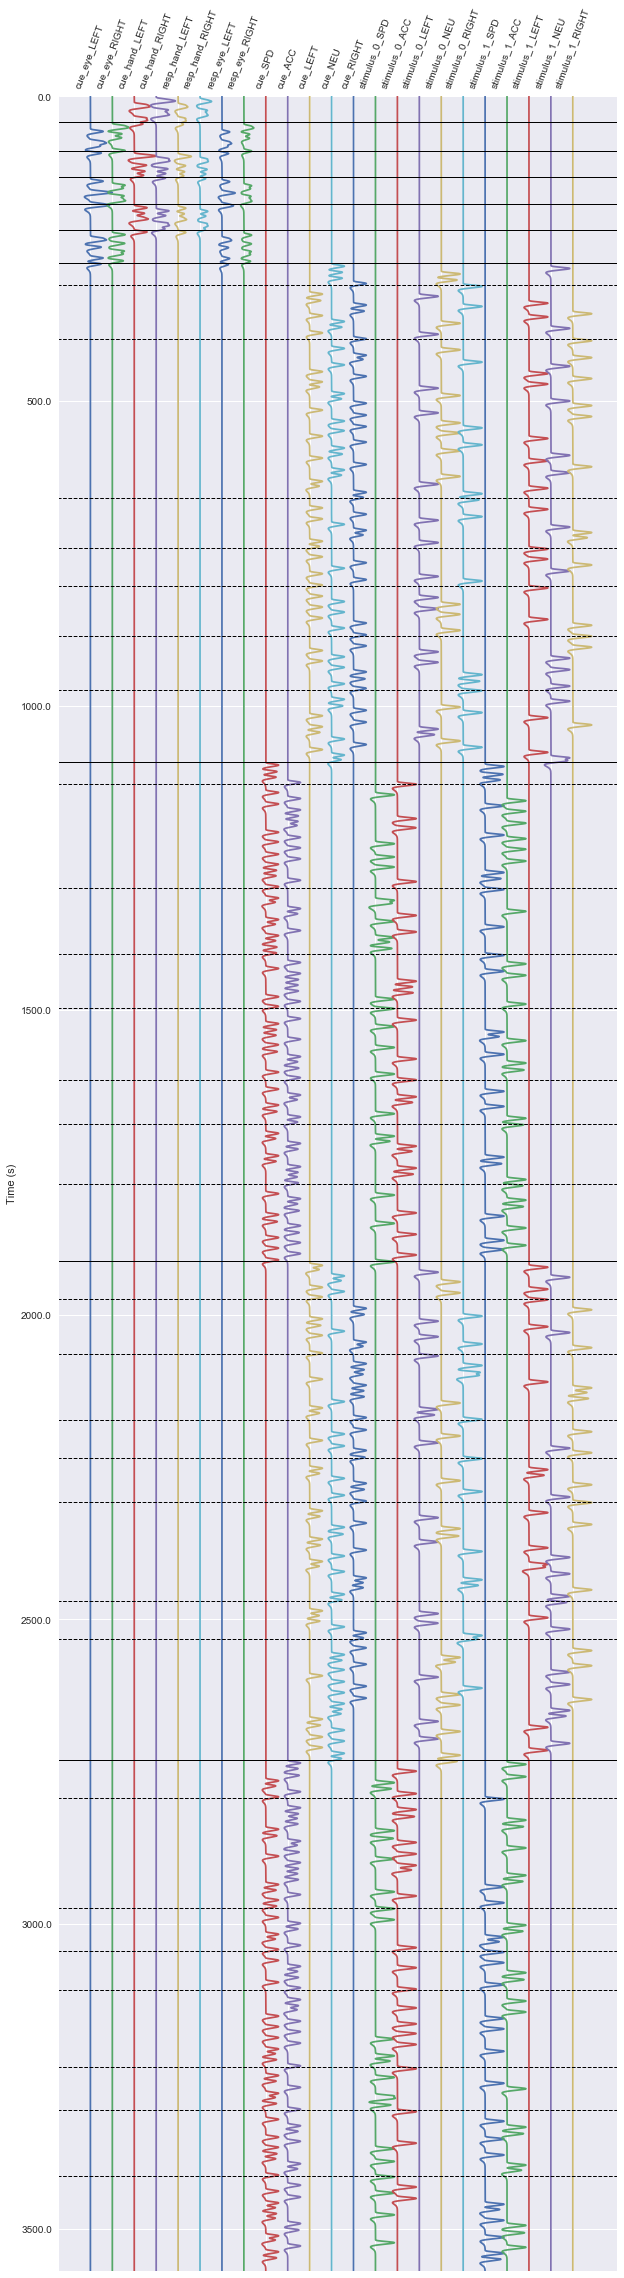 cue_eye_LEFT
cue_eye_RIGHT
cue_hand_LEFT
cue_hand_RIGHT
resp_hand_LEFT
resp_hand_RIGHT
resp_eye_LEFT
resp_eye_RIGHT
cue_SPD
cue_ACC
cue_LEFT
cue_NEU
cue_RIGHT
stimulus_0_SPD
stimulus_0_ACC
stimulus_0_LEFT
stimulus_0_NEU
stimulus_0_RIGHT
stimulus_1_SPD
stimulus_1_ACC
stimulus_1_LEFT
stimulus_1_NEU
stimulus_1_RIGHT
0.0
500.0
1000.0
1500.0
Time (s)
2000.0
2500.0
3000.0
3500.0